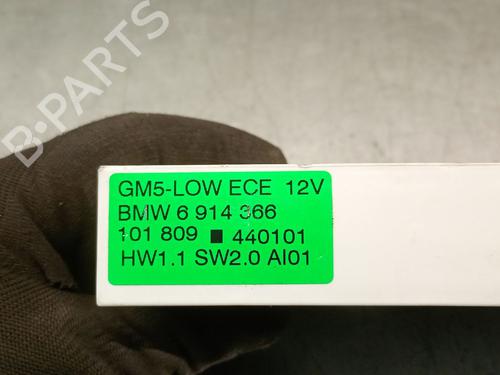 B-PARTS
GM5-LOW ECE 12V
BMW 6 914 366
101 809 ■ 440101
HW1.1 SW2.0 AI01